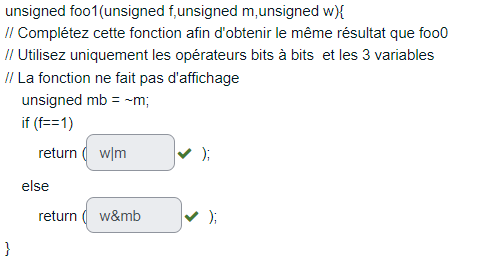 unsigned foo1(unsigned f,unsigned m,unsigned w){
// Complétez cette fonction afin d'obtenir le même résultat que foo0
// Utilisez uniquement les opérateurs bits à bits et les 3 variables
// La fonction ne fait pas d'affichage
unsigned mb = ~m;
if (f==1)
return ( w|m ✔ );
else
return ( w&mb ✔ );
}